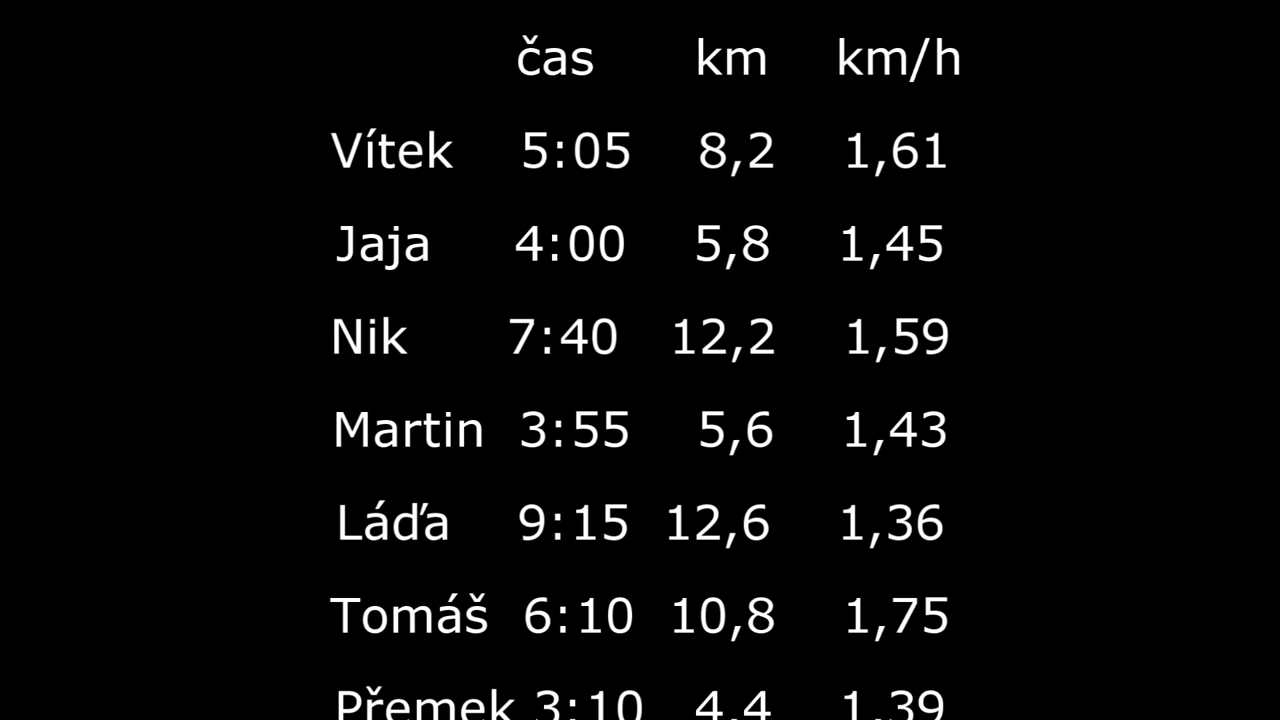 čas km km/h
Vítek 5:05 8,2 1,61
Jaja 4:00 5,8 1,45
Nik 7:40 12,2 1,59
Martin 3:55 5,6 1,43
Láďa 9:15 12,6 1,36
Tomáš 6:10 10,8 1,75
Přemek 3:10 4,4 1,39